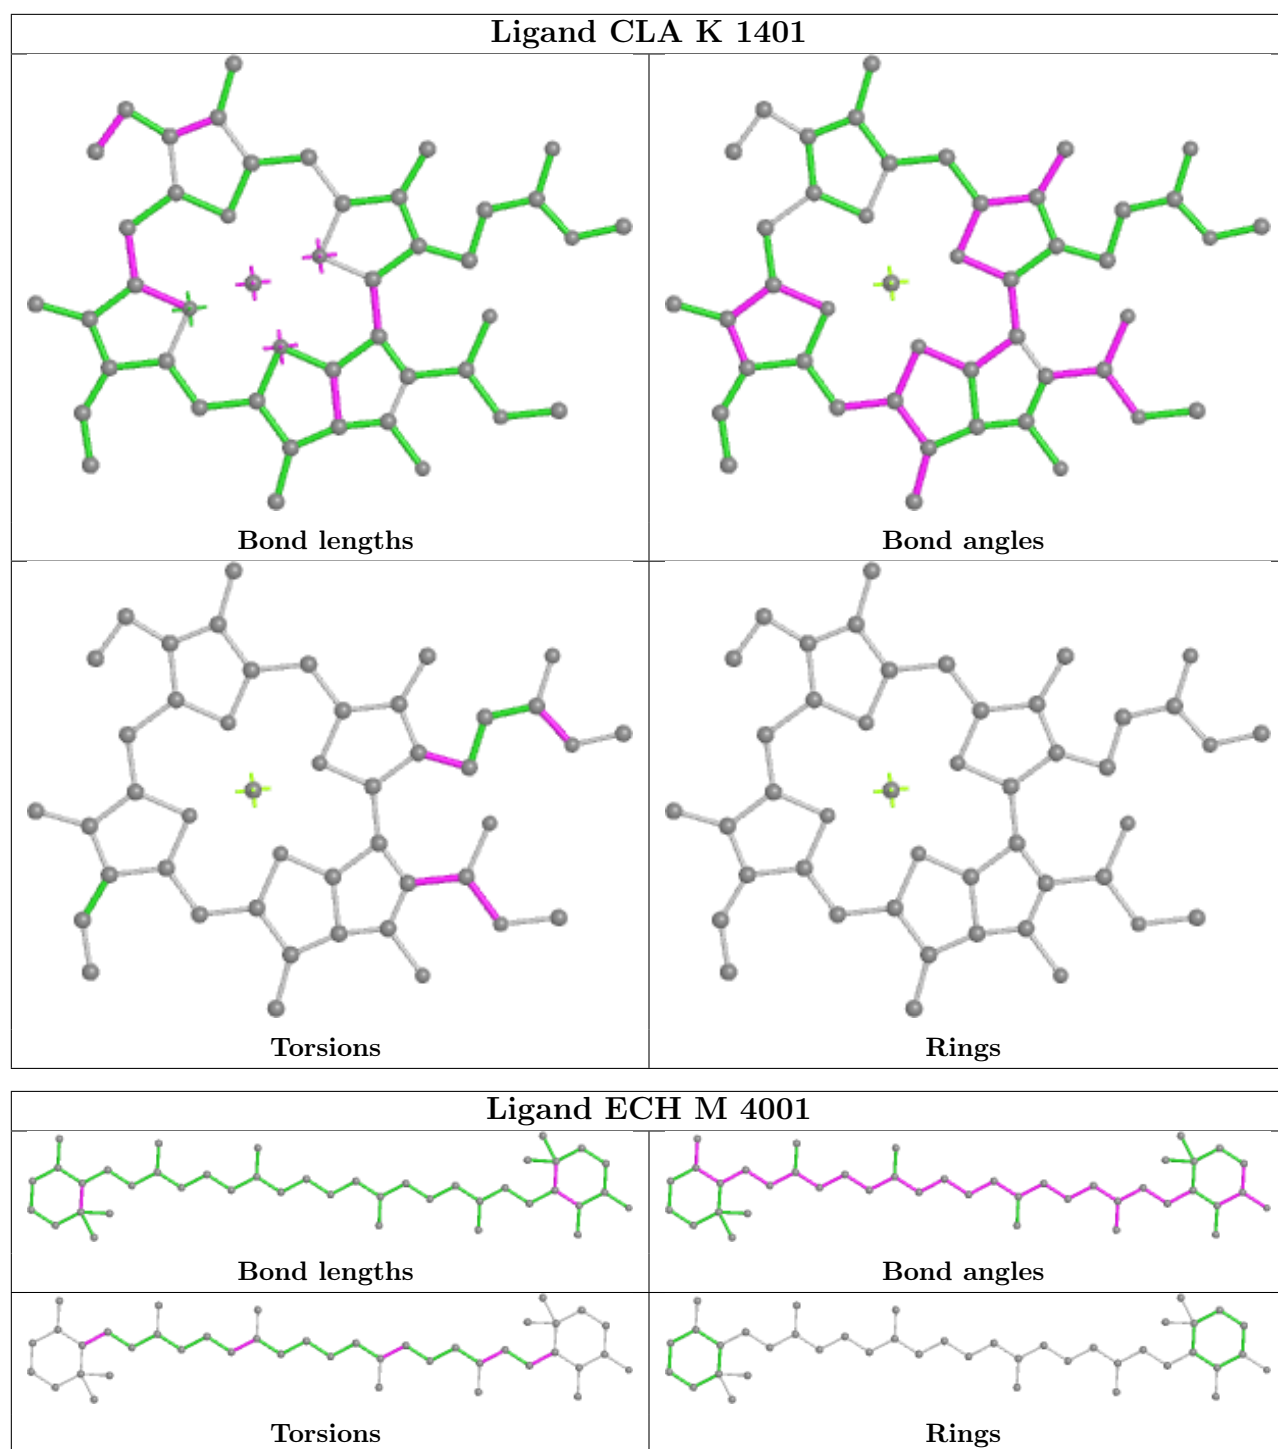 Ligand CLA K 1401
Bond lengths
Bond angles
Torsions
Rings
Ligand ECH M 4001
Bond lengths
Bond angles
Torsions
Rings